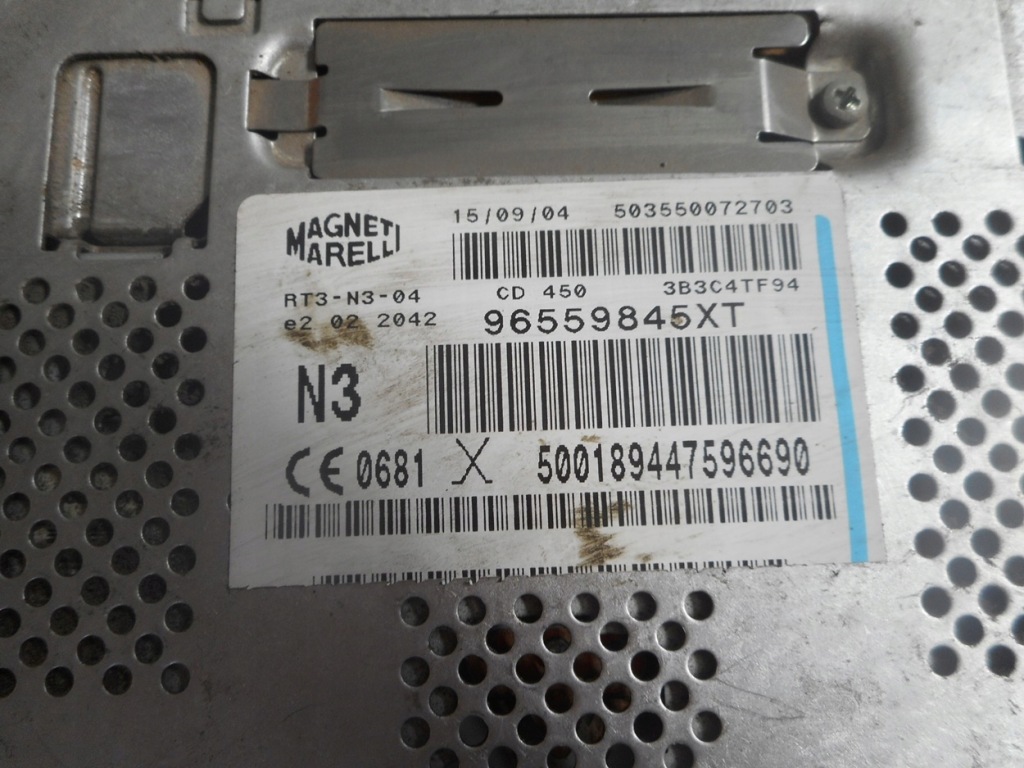 MAGNETI
MARELLI
15/09/04 503550072703
RT3-N3-04 CD 450 3B3C4TF94
e2 02 2042 96559845XT
N3
CE 0681 X 500189447596690